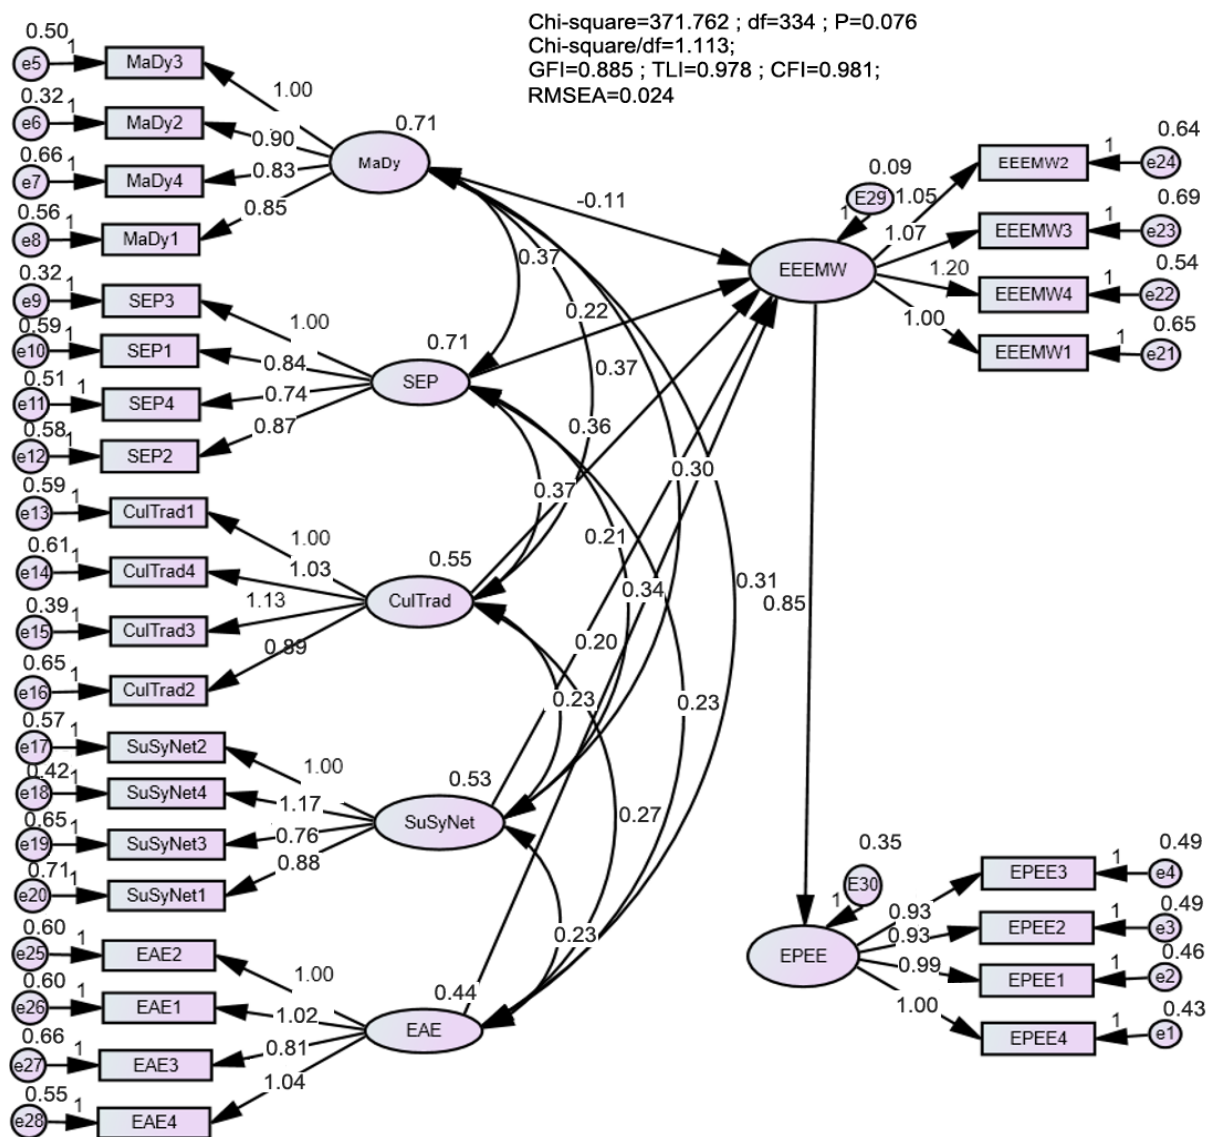 Chi-square=371.762 ; df=334 ; P=0.076
Chi-square/df=1.113;
GFI=0.885 ; TLI=0.978 ; CFI=0.981;
RMSEA=0.024
0.50
e5 1 MaDy3
1.00
0.32
e6 1 MaDy2
0.90
0.66
e7 1 MaDy4
0.83
0.56
e8 1 MaDy1
0.85
0.71
MaDy
0.32
e9 1 SEP3
1.00
0.59
e10 1 SEP1
0.84
0.51
e11 1 SEP4
0.74
0.58
e12 1 SEP2
0.87
0.71
SEP
0.59
e13 1 CulTrad1
1.00
0.61
e14 1 CulTrad4
1.03
0.39
e15 1 CulTrad3
1.13
0.65
e16 1 CulTrad2
0.89
0.55
CulTrad
0.57
e17 1 SuSyNet2
1.00
0.42
e18 1 SuSyNet4
1.17
0.65
e19 1 SuSyNet3
0.76
0.71
e20 1 SuSyNet1
0.88
0.53
SuSyNet
0.60
e25 1 EAE2
1.00
0.60
e26 1 EAE1
1.02
0.66
e27 1 EAE3
0.81
0.55
e28 1 EAE4
1.04
0.44
EAE
-0.11
0.37
0.22
0.37
0.36
0.30
0.37
0.21
0.34
0.31
0.85
0.20
0.23
0.23
0.27
0.23
0.09
E29
1
EEEMW
1.05
1.07
1.20
1.00
0.64
EEEMW2 1 e24
0.69
EEEMW3 1 e23
0.54
EEEMW4 1 e22
0.65
EEEMW1 1 e21
0.35
E30
1
EPEE
0.93
0.93
0.99
1.00
0.49
EPEE3 1 e4
0.49
EPEE2 1 e3
0.46
EPEE1 1 e2
0.43
EPEE4 1 e1